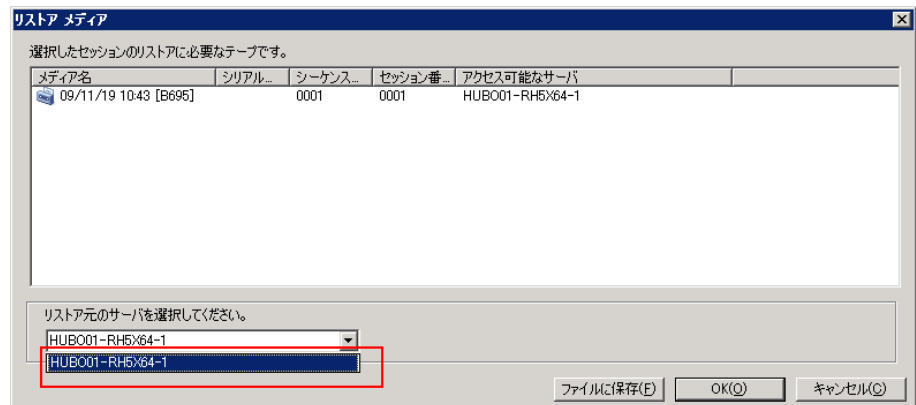 リストア メディア
選択したセッションのリストアに必要なテープです。
メディア名 シリアル... シーケンス... セッション番... アクセス可能なサーバ
09/11/19 10:43 [B695] 0001 0001 HUBO01-RH5X64-1
リストア元のサーバを選択してください。
HUBO01-RH5X64-1
HUBO01-RH5X64-1
ファイルに保存(F) OK(O) キャンセル(C)